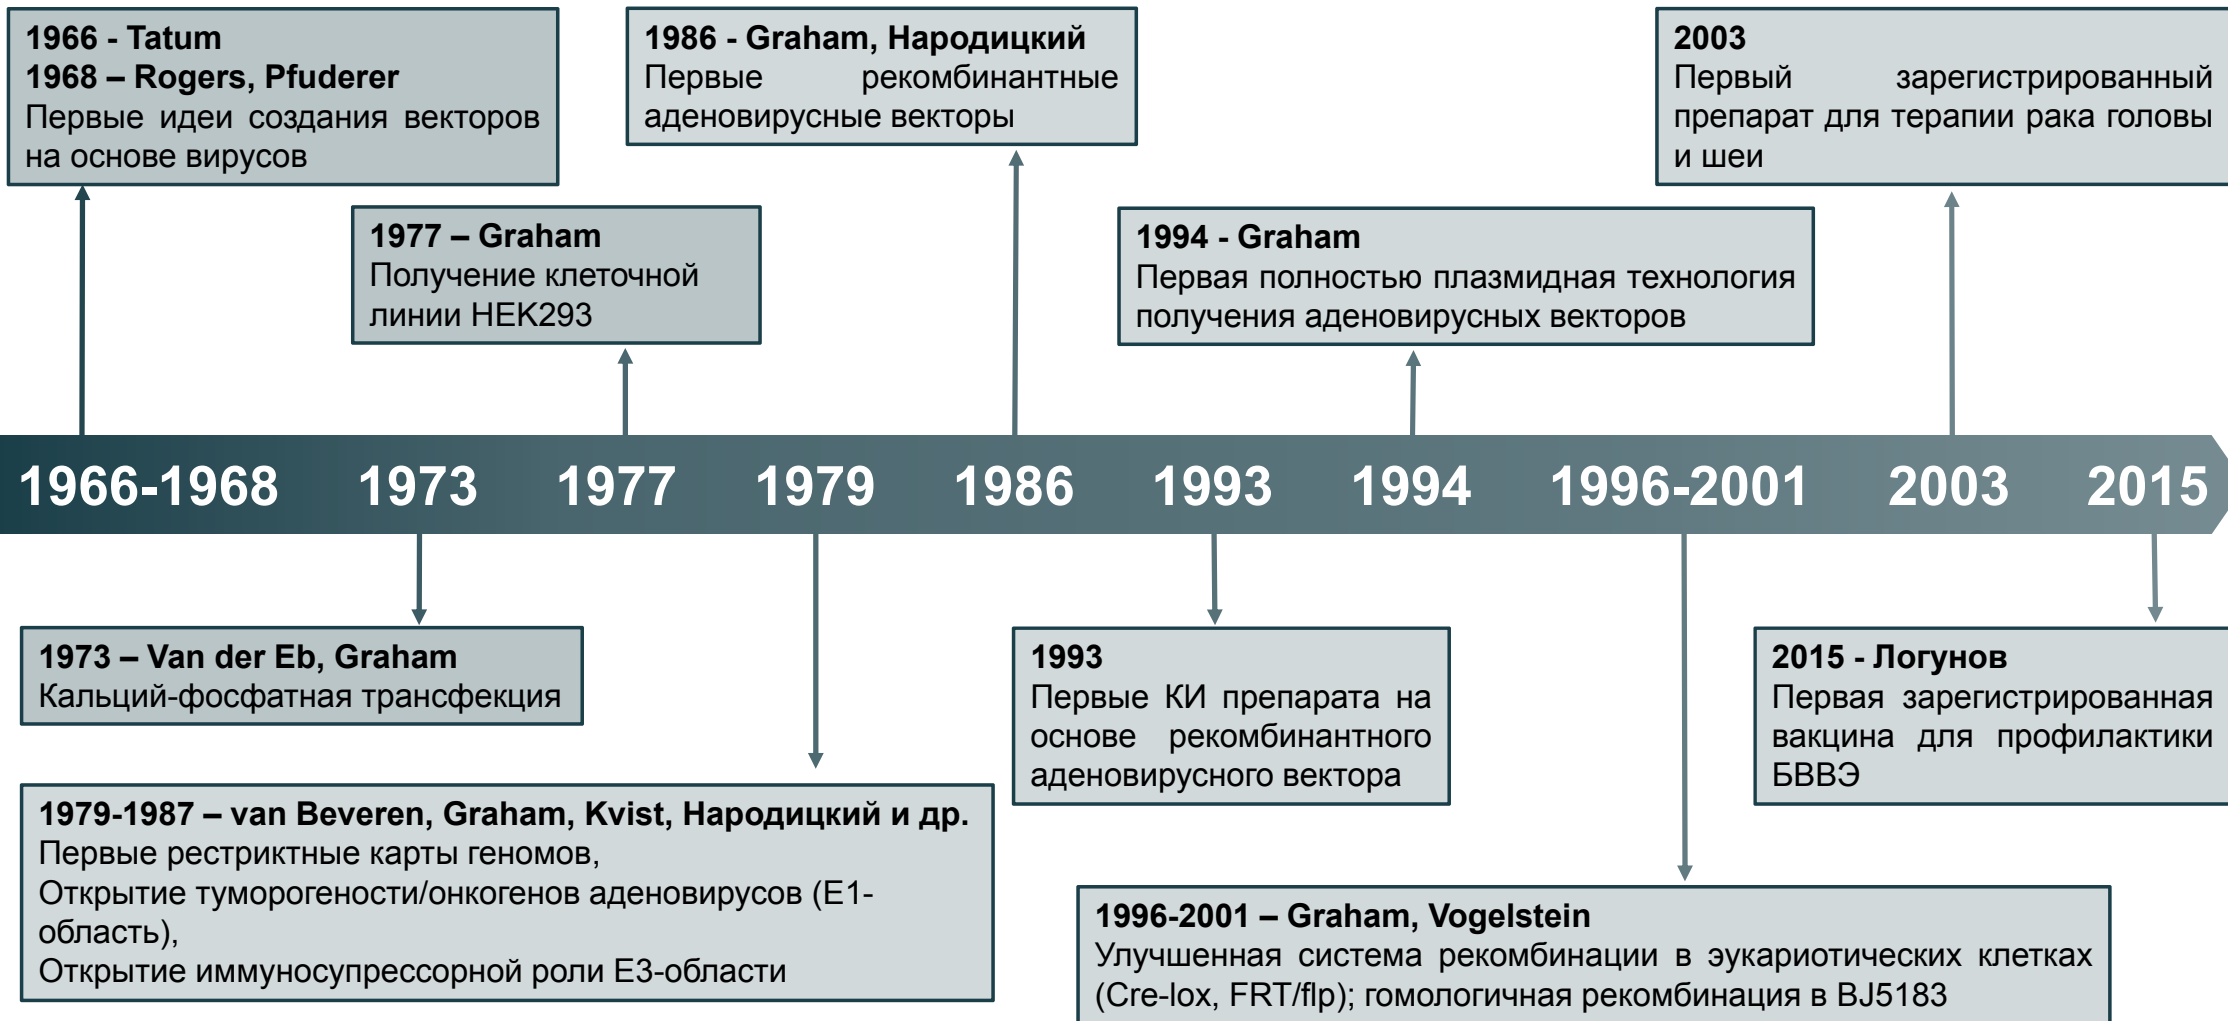 1966 - Tatum
1968 – Rogers, Pfuderer
Первые идеи создания векторов
на основе вирусов
1986 - Graham, Народицкий
Первые рекомбинантные
аденовирусные векторы
2003
Первый зарегистрированный
препарат для терапии рака головы
и шеи
1977 – Graham
Получение клеточной
линии HEK293
1994 - Graham
Первая полностью плазмидная технология
получения аденовирусных векторов
1966-1968 1973 1977 1979 1986 1993 1994 1996-2001 2003 2015
1973 – Van der Eb, Graham
Кальций-фосфатная трансфекция
1993
Первые КИ препарата на
основе рекомбинантного
аденовирусного вектора
2015 - Логунов
Первая зарегистрированная
вакцина для профилактики
БВВЭ
1979-1987 – van Beveren, Graham, Kvist, Народицкий и др.
Первые рестриктные карты геномов,
Открытие туморогености/онкогенов аденовирусов (E1-
область),
Открытие иммуносупрессорной роли E3-области
1996-2001 – Graham, Vogelstein
Улучшенная система рекомбинации в эукариотических клетках
(Cre-lox, FRT/flp); гомологичная рекомбинация в BJ5183